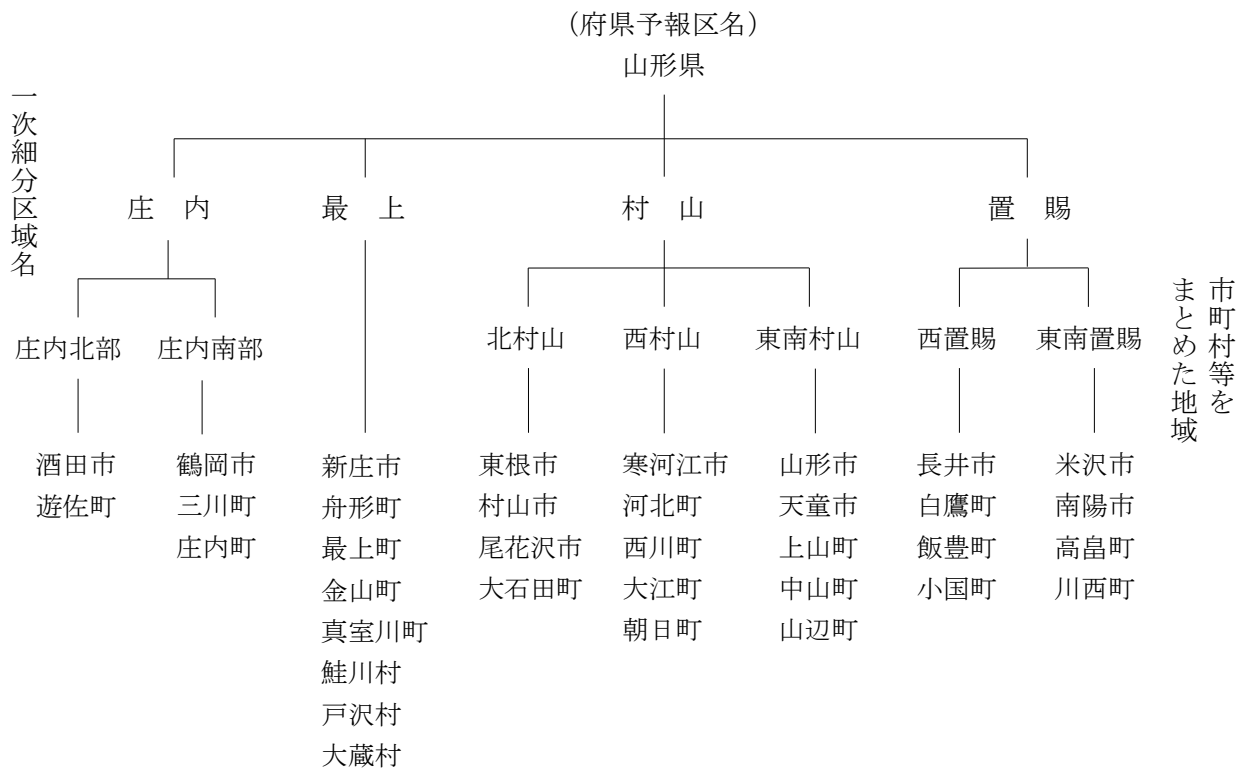 (府県予報区名)
山形県
一次細分区域名
庄　内
最　上
村　山
置　賜
市町村等を
まとめた地域
庄内北部
庄内南部
北村山
西村山
東南村山
西置賜
東南置賜
酒田市
遊佐町
鶴岡市
三川町
庄内町
新庄市
舟形町
最上町
金山町
真室川町
鮭川村
戸沢村
大蔵村
東根市
村山市
尾花沢市
大石田町
寒河江市
河北町
西川町
大江町
朝日町
山形市
天童市
上山町
中山町
山辺町
長井市
白鷹町
飯豊町
小国町
米沢市
南陽市
高畠町
川西町